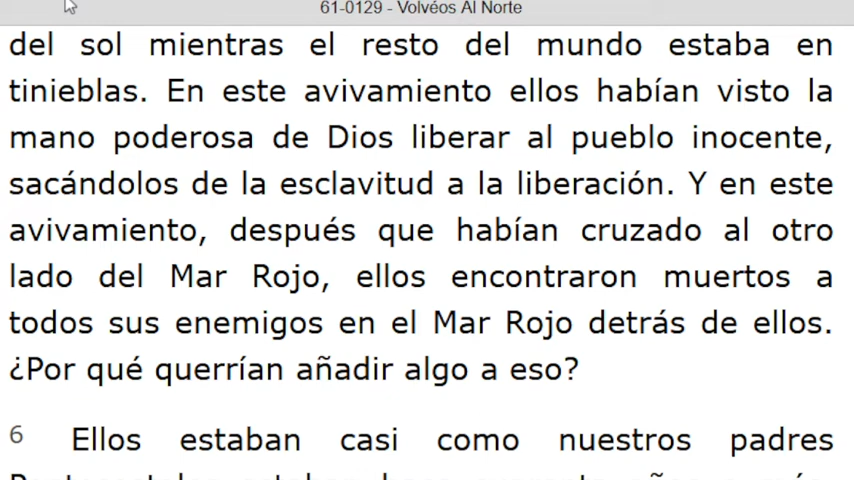 61-0129 - Volvéos Al Norte
del sol mientras el resto del mundo estaba en
tinieblas. En este avivamiento ellos habían visto la
mano poderosa de Dios liberar al pueblo inocente,
sacándolos de la esclavitud a la liberación. Y en este
avivamiento, después que habían cruzado al otro
lado del Mar Rojo, ellos encontraron muertos a
todos sus enemigos en el Mar Rojo detrás de ellos.
¿Por qué querrían añadir algo a eso?
6 Ellos estaban casi como nuestros padres